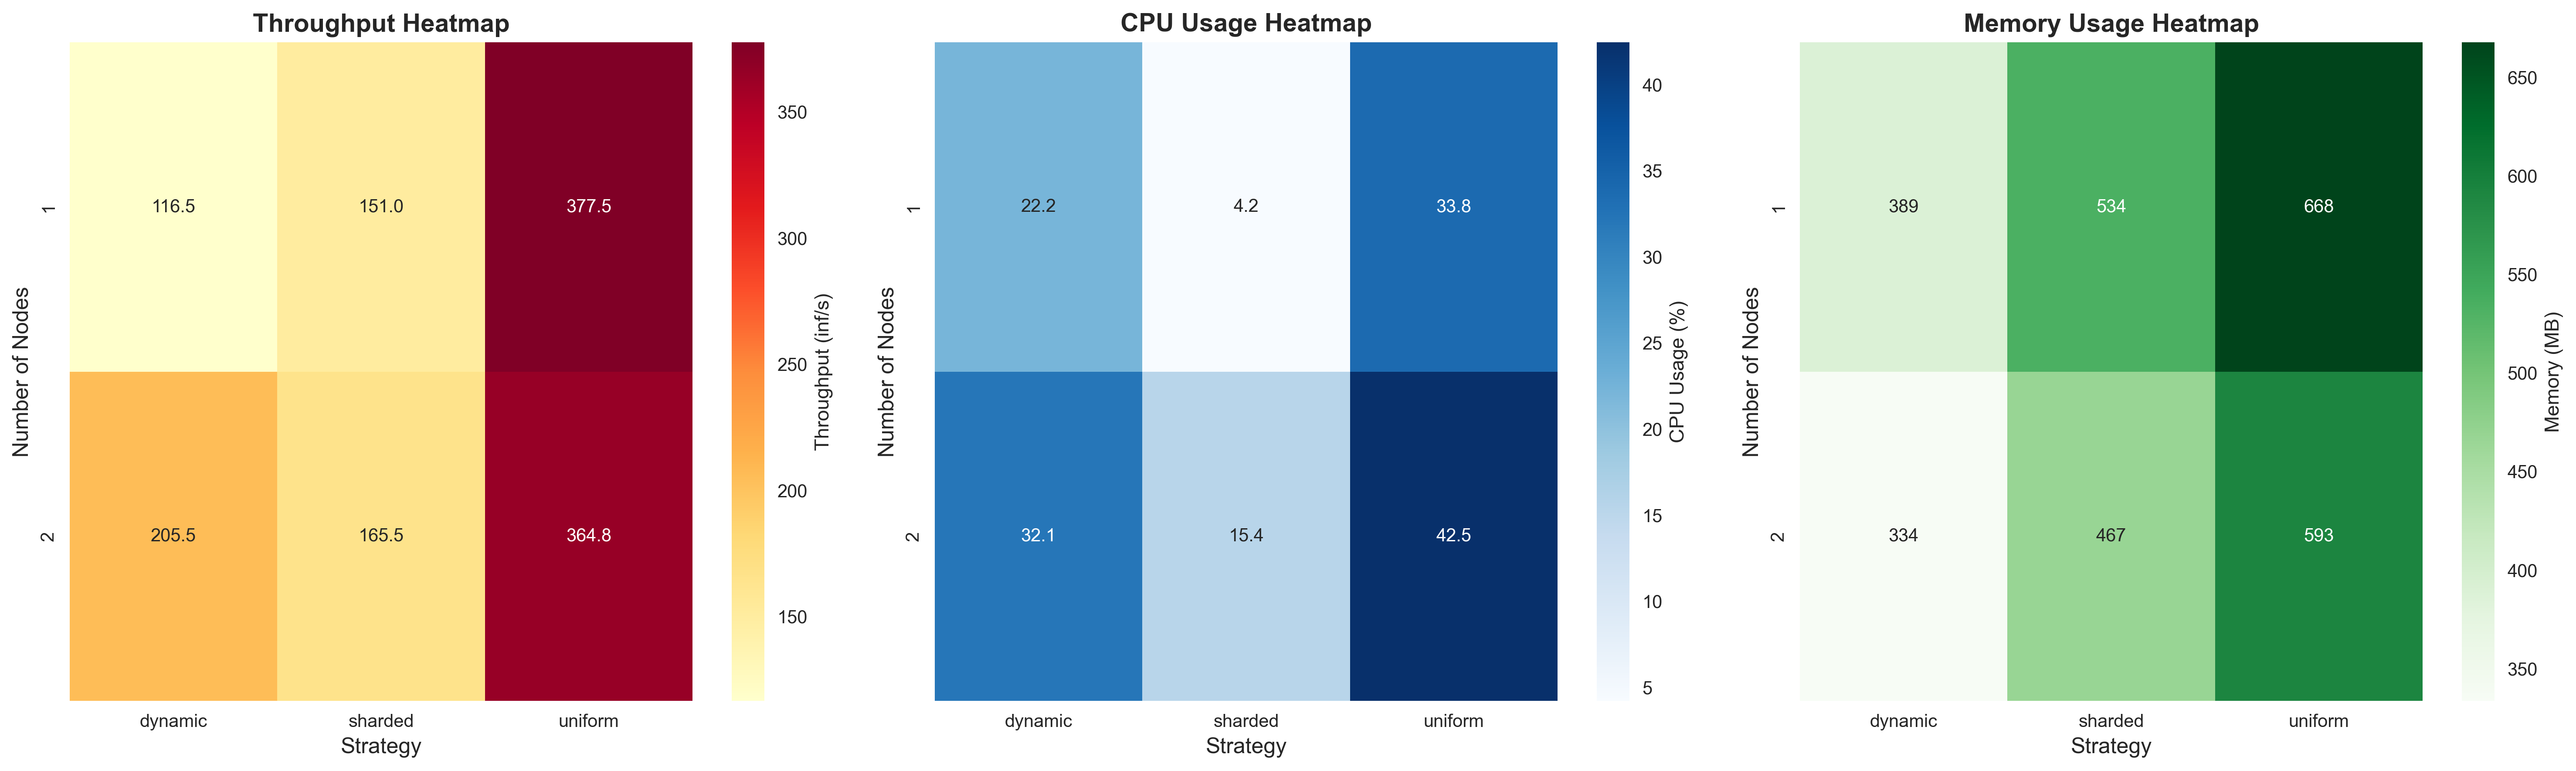 Throughput Heatmap
Number of Nodes
1
2
116.5 151.0 377.5
205.5 165.5 364.8
dynamic sharded uniform
Strategy
350
300
250
200
150
Throughput (inf/s)
CPU Usage Heatmap
Number of Nodes
1
2
22.2 4.2 33.8
32.1 15.4 42.5
dynamic sharded uniform
Strategy
40
35
30
25
20
15
10
5
CPU Usage (%)
Memory Usage Heatmap
Number of Nodes
1
2
389 534 668
334 467 593
dynamic sharded uniform
Strategy
650
600
550
500
450
400
350
Memory (MB)